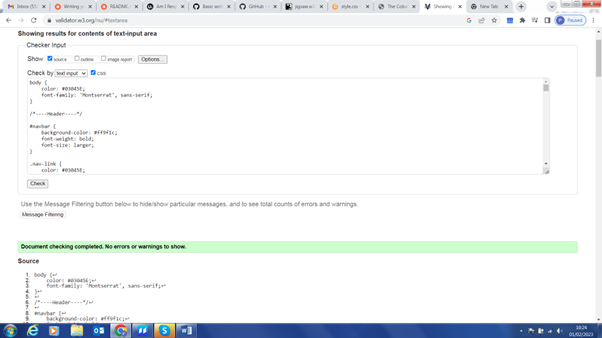 Inbox (5)
Writing y
README.
Am I Res
Basic wri
GitHub -
jigsaw.w
style.css
The Colo
Showing
New Tab
validator.w3.org/nu/#textarea
Paused
Showing results for contents of text-input area
Checker Input
Show source outline image report Options...
Check by text input CSS
body {
color: #03045E;
font-family: 'Montserrat', sans-serif;
}
/*----Header----*/
#navbar {
background-color: #ff9f1c;
font-weight: bold;
font-size: larger;
}
.nav-link {
color: #03045E;
Check
Use the Message Filtering button below to hide/show particular messages, and to see total counts of errors and warnings.
Message Filtering
Document checking completed. No errors or warnings to show.
Source
1. body {↩
2. color: #03045E;↩
3. font-family: 'Montserrat', sans-serif;↩
4. }↩
5. ↩
6. /*----Header----*/↩
7. ↩
8. #navbar {↩
9. background-color: #ff9f1c;↩
10:24
01/02/2023